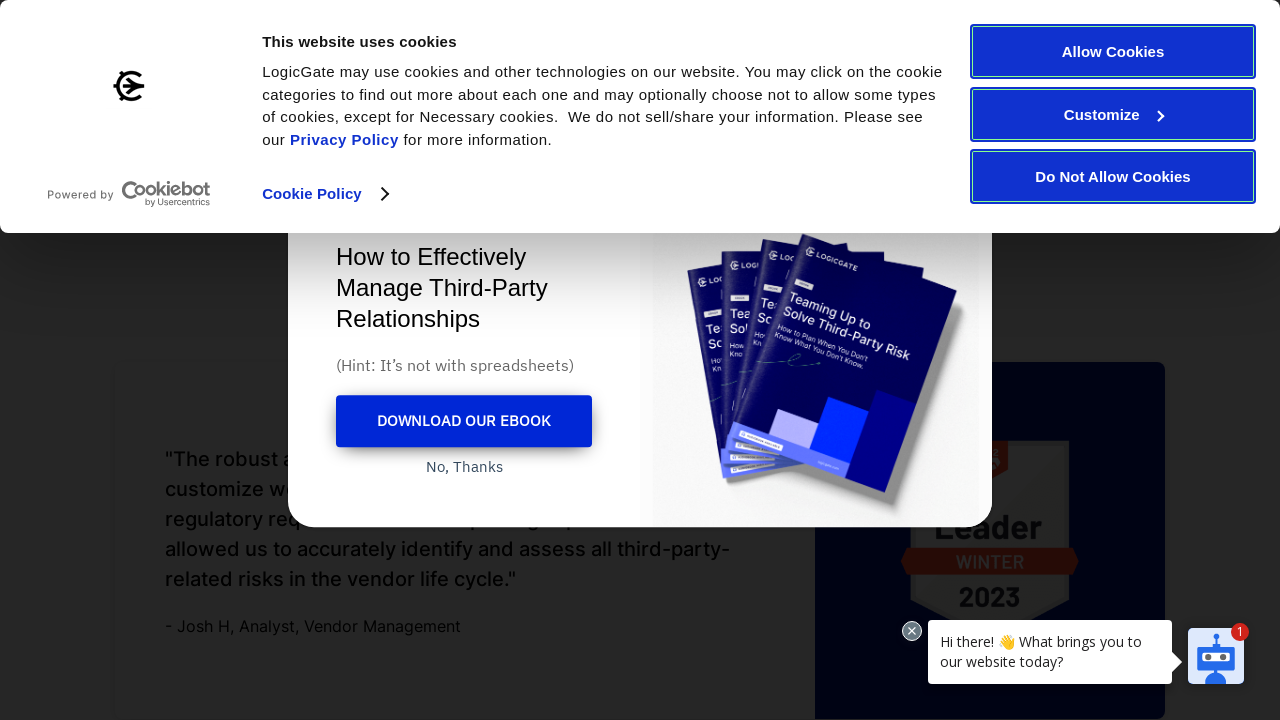 This website uses cookies
LogicGate may use cookies and other technologies on our website. You may click on the cookie
categories to find out more about each one and may optionally choose not to allow some types
of cookies, except for Necessary cookies.  We do not sell/share your information. Please see
our Privacy Policy for more information.
Powered by Cookiebot
by Usercentrics
Cookie Policy
Allow Cookies
Customize
Do Not Allow Cookies
How to Effectively
Manage Third-Party
Relationships
(Hint: It's not with spreadsheets)
DOWNLOAD OUR EBOOK
No, Thanks
LOGICGATE
Teaming Up to
Solve Third-Party Risk
How to Plan When You Don't
Know What You Don't Know.
"The robust a
customize w
regulatory req
allowed us to accurately identify and assess all third-party-
related risks in the vendor life cycle."
- Josh H, Analyst, Vendor Management
Leader
WINTER
2023
Hi there! 👋 What brings you to
our website today?
1